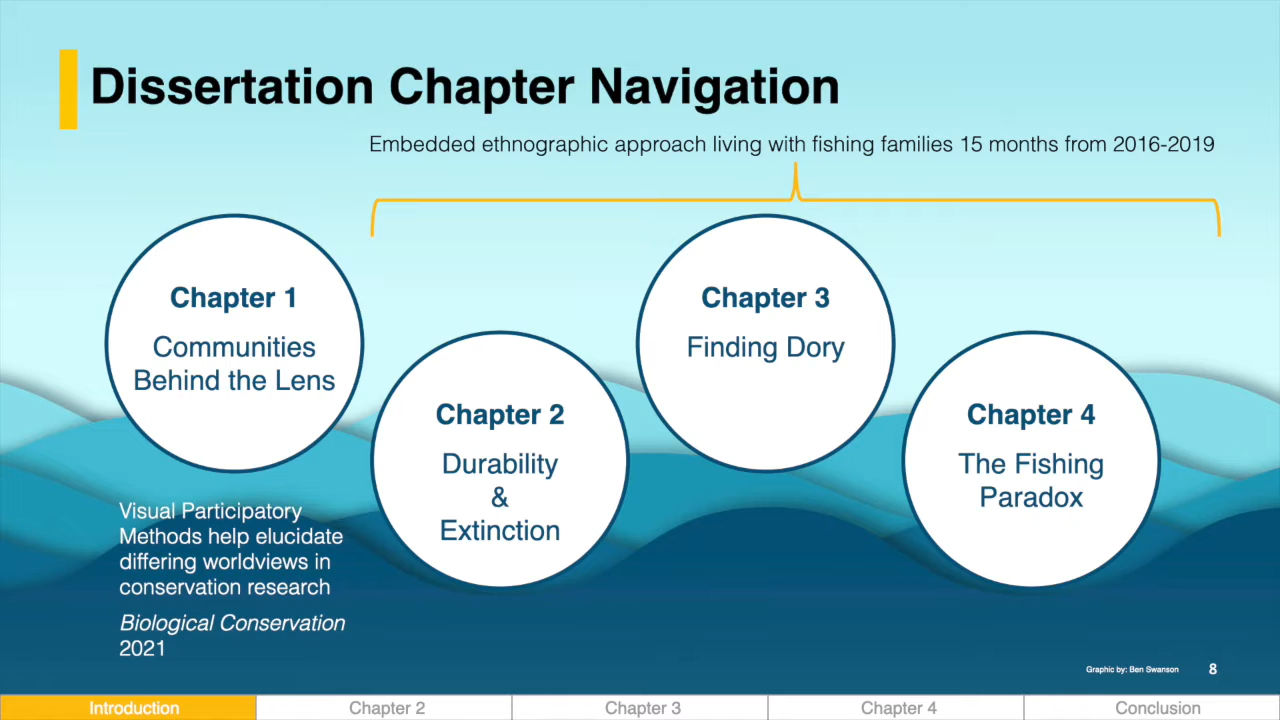 Dissertation Chapter Navigation
Embedded ethnographic approach living with fishing families 15 months from 2016-2019
Chapter 1
Communities
Behind the Lens
Chapter 2
Durability
&
Extinction
Chapter 3
Finding Dory
Chapter 4
The Fishing
Paradox
Visual Participatory
Methods help elucidate
differing worldviews in
conservation research
Biological Conservation
2021
Graphic by: Ben Swanson
8
Introduction
Chapter 2
Chapter 3
Chapter 4
Conclusion